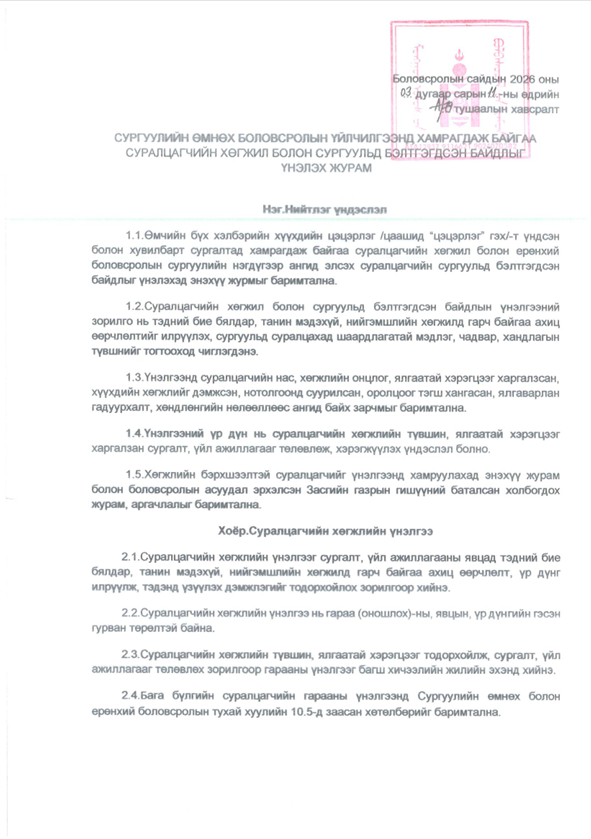 Боловсролын сайдын 2026 оны
03 дугаар сарын 11-ны өдрийн
тушаалын хавсралт
СУРГУУЛИЙН ӨМНӨХ БОЛОВСРОЛЫН ҮЙЛЧИЛГЭЭНД ХАМРАГДАЖ БАЙГАА
СУРАЛЦАГЧИЙН ХӨГЖИЛ БОЛОН СУРГУУЛЬД БЭЛТГЭГДСЭН БАЙДЛЫГ
ҮНЭЛЭХ ЖУРАМ
Нэг.Нийтлэг үндэслэл
1.1.Өмчийн бүх хэлбэрийн хүүхдийн цэцэрлэг /цаашид "цэцэрлэг" гэх/-т үндсэн
болон хувилбарт сургалтад хамрагдаж байгаа суралцагчийн хөгжил болон ерөнхий
боловсролын сургуулийн нэгдүгээр ангид элсэх суралцагчийн сургуульд бэлтгэгдсэн
байдлыг үнэлэхэд энэхүү журмыг баримтална.
1.2.Суралцагчийн хөгжил болон сургуульд бэлтгэгдсэн байдлын үнэлгээний
зорилго нь тэдний бие бялдар, танин мэдэхүй, нийгэмшлийн хөгжилд гарч байгаа ахиц
өөрчлөлтийг илрүүлэх, сургуульд суралцахад шаардлагатай мэдлэг, чадвар, хандлагын
түвшнийг тогтооход чиглэгдэнэ.
1.3.Үнэлгээнд суралцагчийн нас, хөгжлийн онцлог, ялгаатай хэрэгцээг харгалзсан,
хүүхдийн хөгжлийг дэмжсэн, нотолгоонд суурилсан, оролцоог тэгш хангасан, ялгаварлан
гадуурхалт, хөндлөнгийн нөлөөллөөс ангид байх зарчмыг баримтална.
1.4.Үнэлгээний үр дүн нь суралцагчийн хөгжлийн түвшин, ялгаатай хэрэгцээг
харгалзан сургалт, үйл ажиллагааг төлөвлөж, хэрэгжүүлэх үндэслэл болно.
1.5.Хөгжлийн бэрхшээлтэй суралцагчийг үнэлгээнд хамруулахад энэхүү журам
болон боловсролын асуудал эрхэлсэн Засгийн газрын гишүүний баталсан холбогдох
журам, аргачлалыг баримтална.
Хоёр.Суралцагчийн хөгжлийн үнэлгээ
2.1.Суралцагчийн хөгжлийн үнэлгээг сургалт, үйл ажиллагааны явцад тэдний бие
бялдар, танин мэдэхүй, нийгэмшлийн хөгжилд гарч байгаа ахиц өөрчлөлт, үр дүнг
илрүүлж, тэдэнд үзүүлэх дэмжлэгийг тодорхойлох зорилгоор хийнэ.
2.2.Суралцагчийн хөгжлийн үнэлгээ нь гараа (оношлох)-ны, явцын, үр дүнгийн гэсэн
гурван төрөлтэй байна.
2.3.Суралцагчийн хөгжлийн түвшин, ялгаатай хэрэгцээг тодорхойлж, сургалт, үйл
ажиллагааг төлөвлөх зорилгоор гарааны үнэлгээг багш хичээлийн жилийн эхэнд хийнэ.
2.4.Бага бүлгийн суралцагчийн гарааны үнэлгээнд Сургуулийн өмнөх болон
ерөнхий боловсролын тухай хуулийн 10.5-д заасан хөтөлбөрийг баримтална.